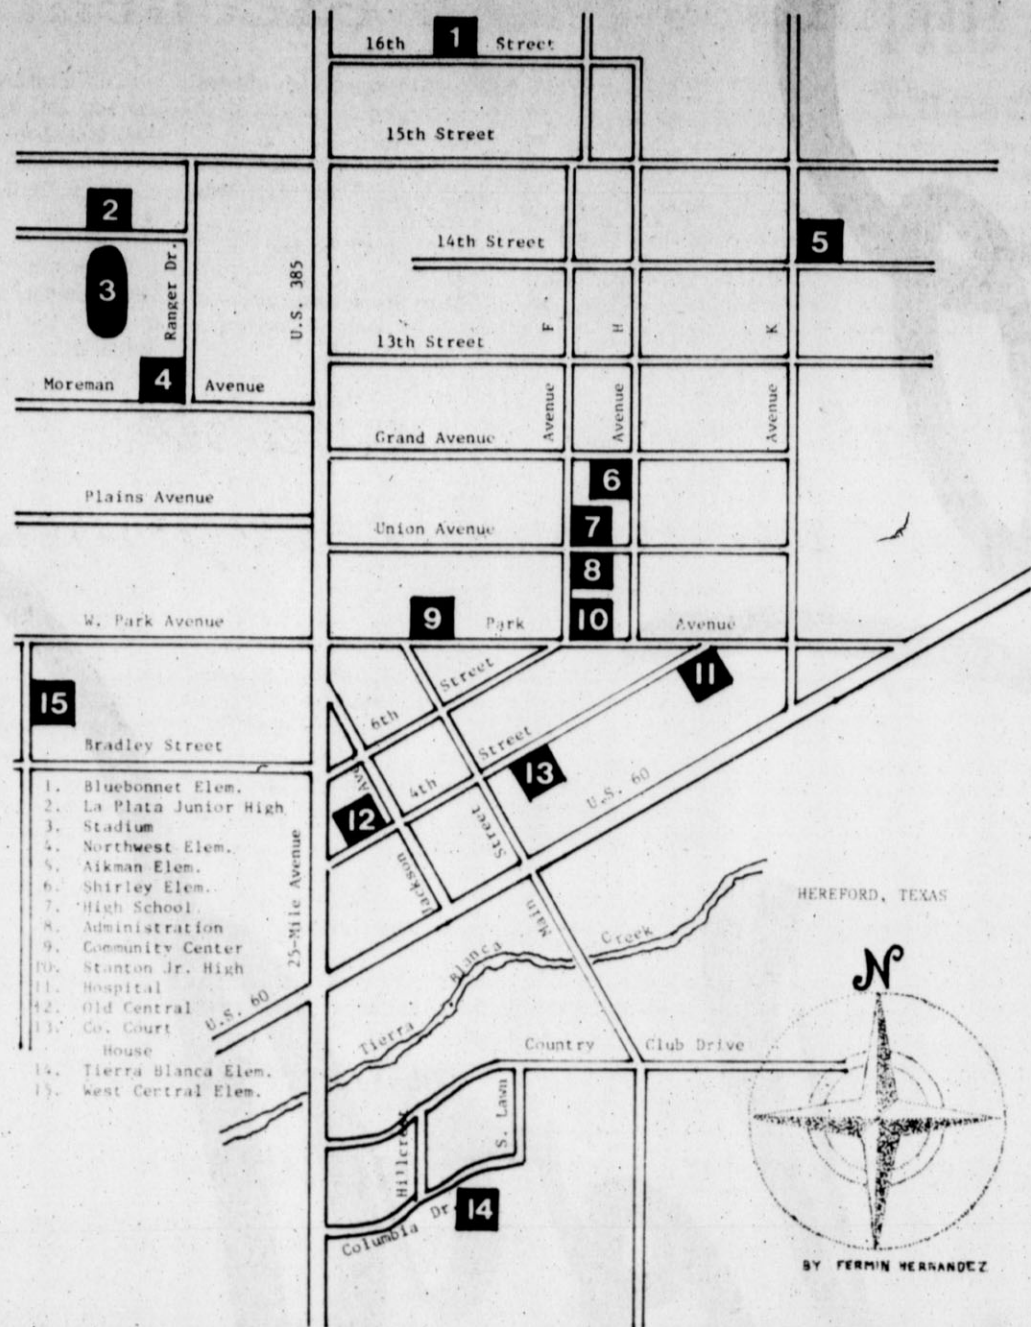 16th 1 Street
15th Street
2
14th Street
5
3
Ranger Dr.
U.S. 385
F
H
K
13th Street
Moreman 4 Avenue
Avenue
Avenue
Avenue
Grand Avenue
6
Plains Avenue
Union Avenue
7
8
W. Park Avenue
9
Park
10
Avenue
15
6th Street
11
Bradley Street
4th Street
13
U.S. 60
12
Ave
Jackson
Main Street
25-Mile Avenue
1. Bluebonnet Elem.
2. La Plata Junior High
3. Stadium
4. Northwest Elem.
5. Aikman Elem.
6. Shirley Elem.
7. High School
8. Administration
9. Community Center
10. Stanton Jr. High
11. Hospital
12. Old Central
13. Co. Court
House
14. Tierra Blanca Elem.
15. West Central Elem.
HEREFORD, TEXAS
N
U.S. 60
Tierra Blanca Creek
Country Club Drive
S. Lawn
Hillcrest
Columbia Dr.
14
BY FERMIN HERNANDEZ